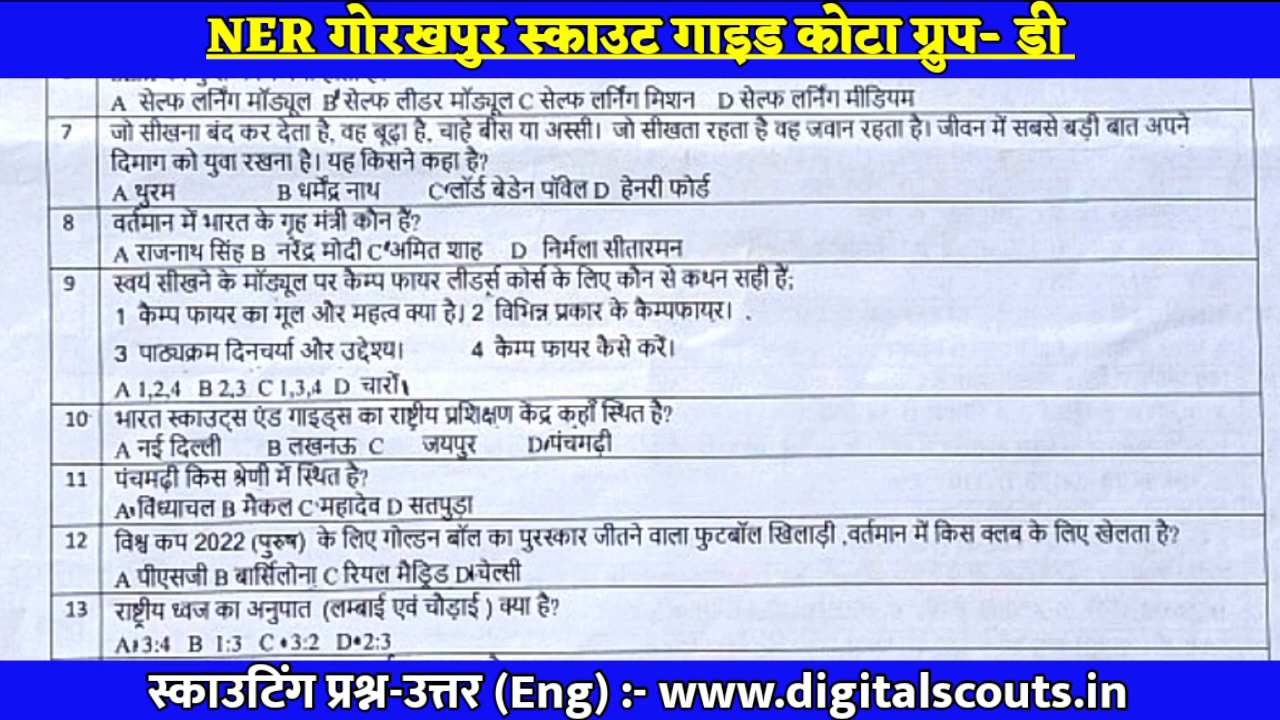 NER गोरखपुर स्काउट गाइड कोटा ग्रुप- डी
A सेल्फ लर्निंग मॉड्यूल B सेल्फ लीडर मॉड्यूल C सेल्फ लर्निंग मिशन D सेल्फ लर्निंग मीडियम
7 जो सीखना बंद कर देता है, वह बूढ़ा है, चाहे बीस या अस्सी। जो सीखता रहता है वह जवान रहता है। जीवन में सबसे बड़ी बात अपने
दिमाग को युवा रखना है। यह किसने कहा है?
A थुरम B धर्मेंद्र नाथ C लॉर्ड बेडेन पॉवेल D हेनरी फोर्ड
8 वर्तमान में भारत के गृह मंत्री कौन हैं?
A राजनाथ सिंह B नरेंद्र मोदी C अमित शाह D निर्मला सीतारमन
9 स्वयं सीखने के मॉड्यूल पर कैम्प फायर लीडर्स कोर्स के लिए कौन से कथन सही हैं;
1 कैम्प फायर का मूल और महत्व क्या है। 2 विभिन्न प्रकार के कैम्पफायर।
3 पाठ्यक्रम दिनचर्या और उद्देश्य। 4 कैम्प फायर कैसे करें।
A 1,2,4 B 2,3 C 1,3,4 D चारों
10 भारत स्काउट्स एंड गाइड्स का राष्ट्रीय प्रशिक्षण केंद्र कहाँ स्थित है?
A नई दिल्ली B लखनऊ C जयपुर D पंचमढ़ी
11 पंचमढ़ी किस श्रेणी में स्थित है?
A विंध्याचल B मैकल C महादेव D सतपुड़ा
12 विश्व कप 2022 (पुरुष) के लिए गोल्डन बॉल का पुरस्कार जीतने वाला फुटबॉल खिलाड़ी ,वर्तमान में किस क्लब के लिए खेलता है?
A पीएसजी B बार्सिलोना C रियल मैड्रिड D चेल्सी
13 राष्ट्रीय ध्वज का अनुपात (लम्बाई एवं चौड़ाई ) क्या है?
A 3:4 B 1:3 C 3:2 D 2:3
स्काउटिंग प्रश्न-उत्तर (Eng) :- www.digitalscouts.in